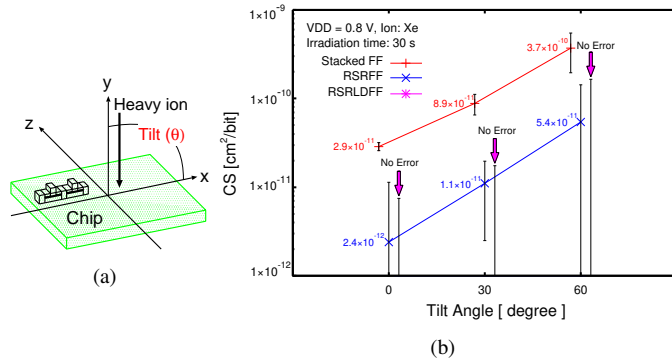 (a)
y
Heavy ion
z
Tilt (θ)
x
Chip
1×10⁻⁹
1×10⁻¹⁰
1×10⁻¹¹
1×10⁻¹²
CS [cm²/bit]
VDD = 0.8 V, Ion: Xe
Irradiation time: 30 s
Stacked FF
RSRFF
RSRLDFF
3.7×10⁻¹⁰
No Error
8.9×10⁻¹¹
5.4×10⁻¹¹
No Error
2.9×10⁻¹¹
No Error
1.1×10⁻¹¹
2.4×10⁻¹²
0
30
60
Tilt Angle [ degree ]
(b)